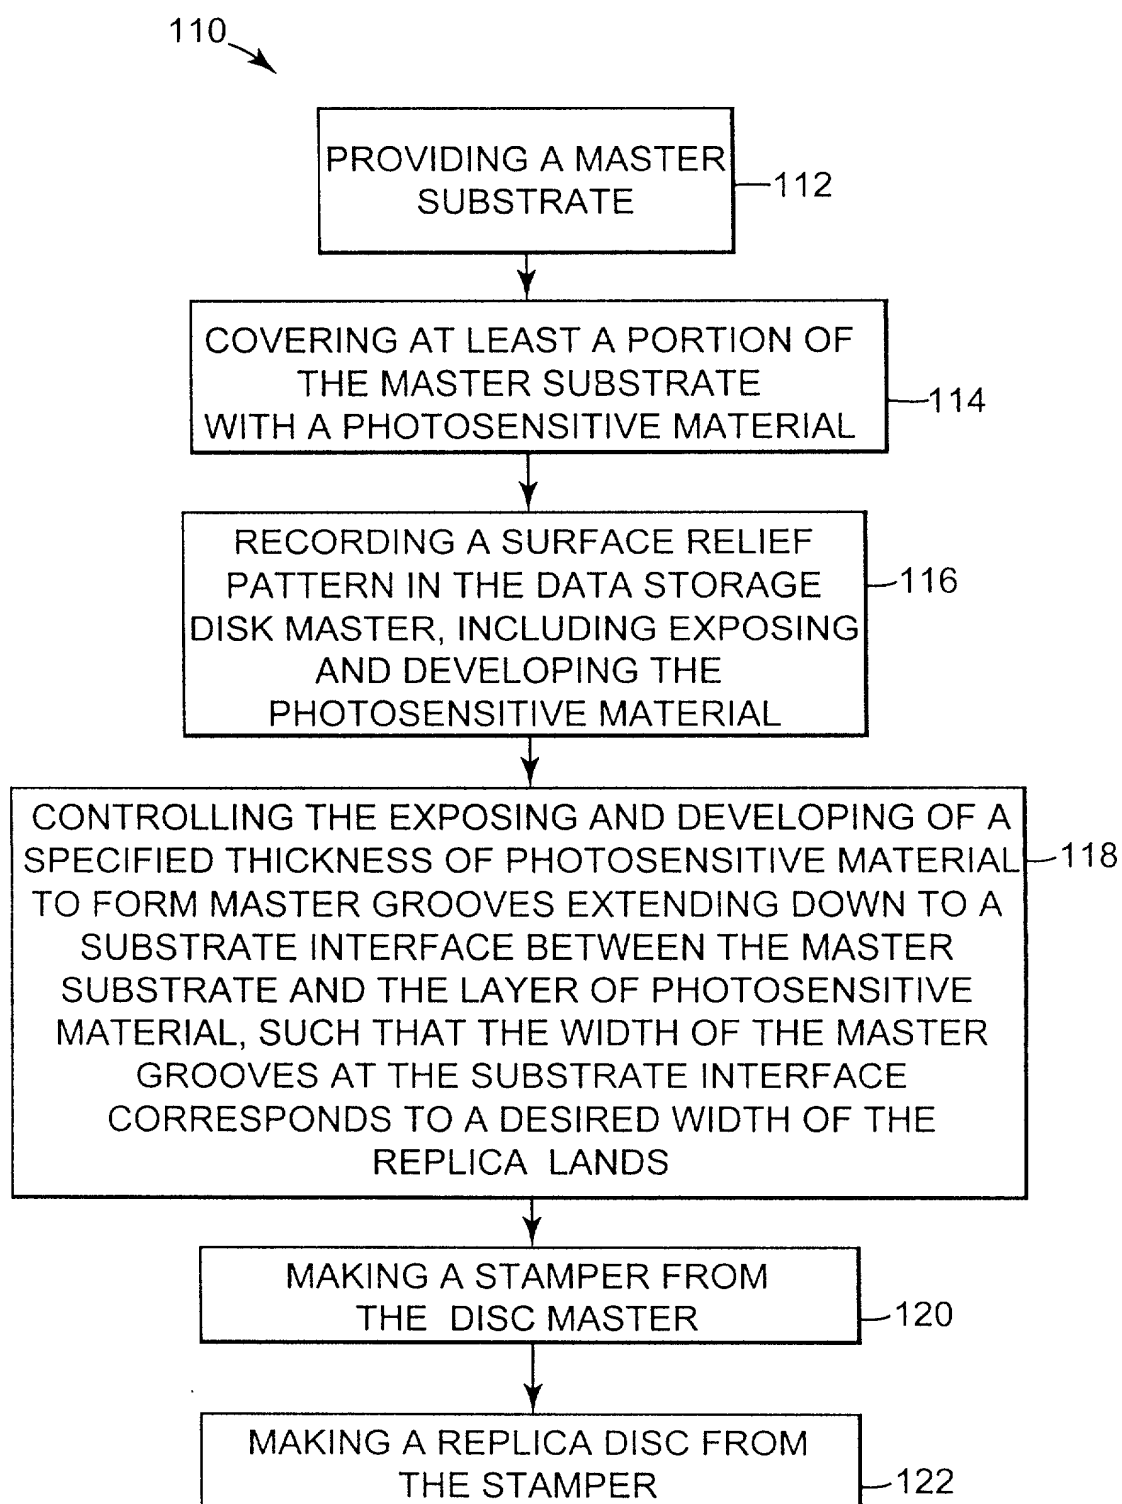 110
PROVIDING A MASTER
SUBSTRATE
112
COVERING AT LEAST A PORTION OF
THE MASTER SUBSTRATE
WITH A PHOTOSENSITIVE MATERIAL
114
RECORDING A SURFACE RELIEF
PATTERN IN THE DATA STORAGE
DISK MASTER, INCLUDING EXPOSING
AND DEVELOPING THE
PHOTOSENSITIVE MATERIAL
116
CONTROLLING THE EXPOSING AND DEVELOPING OF A
SPECIFIED THICKNESS OF PHOTOSENSITIVE MATERIAL
TO FORM MASTER GROOVES EXTENDING DOWN TO A
SUBSTRATE INTERFACE BETWEEN THE MASTER
SUBSTRATE AND THE LAYER OF PHOTOSENSITIVE
MATERIAL, SUCH THAT THE WIDTH OF THE MASTER
GROOVES AT THE SUBSTRATE INTERFACE
CORRESPONDS TO A DESIRED WIDTH OF THE
REPLICA LANDS
118
MAKING A STAMPER FROM
THE DISC MASTER
120
MAKING A REPLICA DISC FROM
THE STAMPER
122